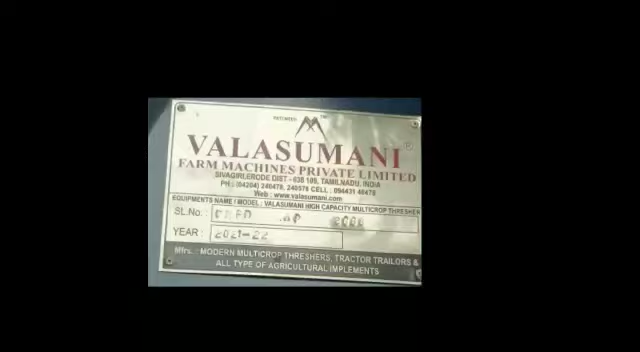 VALASUMANI ®
FARM MACHINES PRIVATE LIMITED
SIVAGIRI, ERODE DIST - 638 109, TAMILNADU, INDIA
PH.: (04204) 240478, 240578 CELL : 094431 40478
Web : www.valasumani.com
EQUIPMENTS NAME / MODEL : VALASUMANI HIGH CAPACITY MULTICROP THRESHER
SL.No. :
YEAR : 2021-22
Mfrs. : MODERN MULTICROP THRESHERS, TRACTOR TRAILORS &
ALL TYPE OF AGRICULTURAL IMPLEMENTS